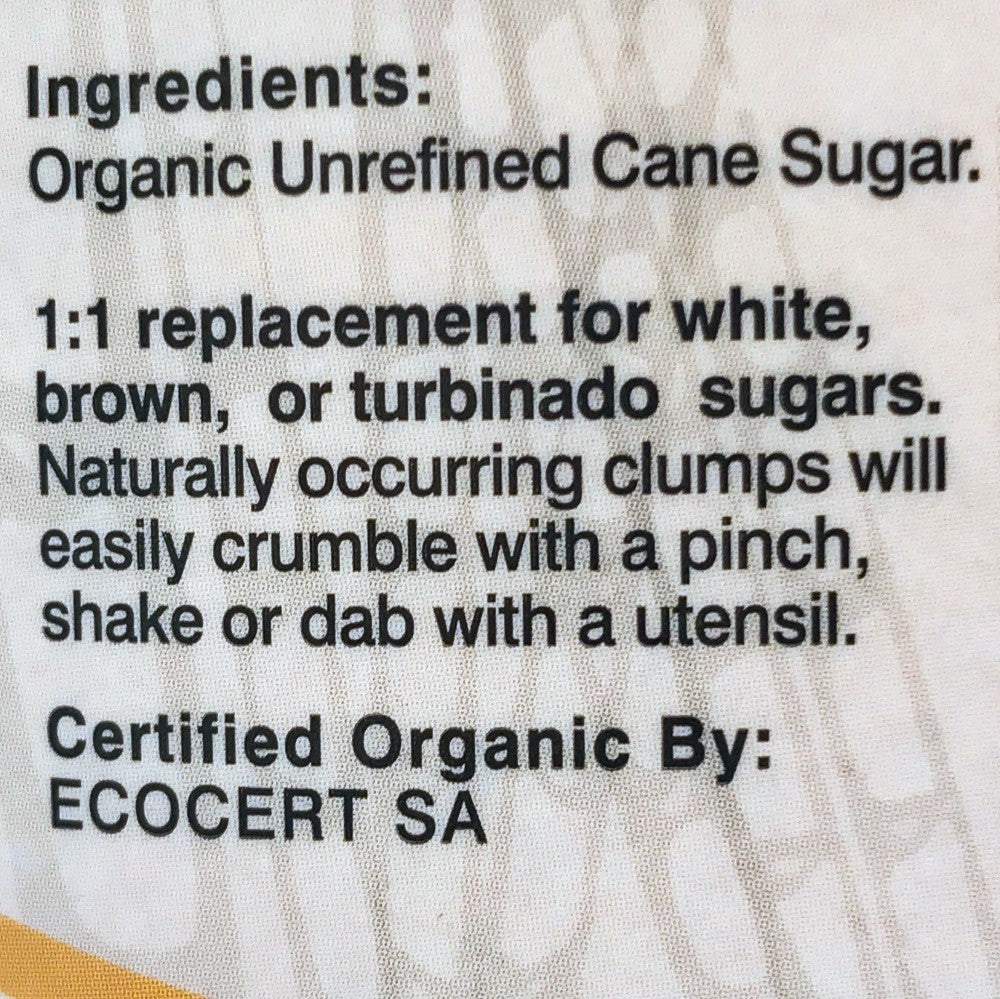 Ingredients:
Organic Unrefined Cane Sugar.
1:1 replacement for white,
brown, or turbinado sugars.
Naturally occurring clumps will
easily crumble with a pinch,
shake or dab with a utensil.
Certified Organic By:
ECOCERT SA